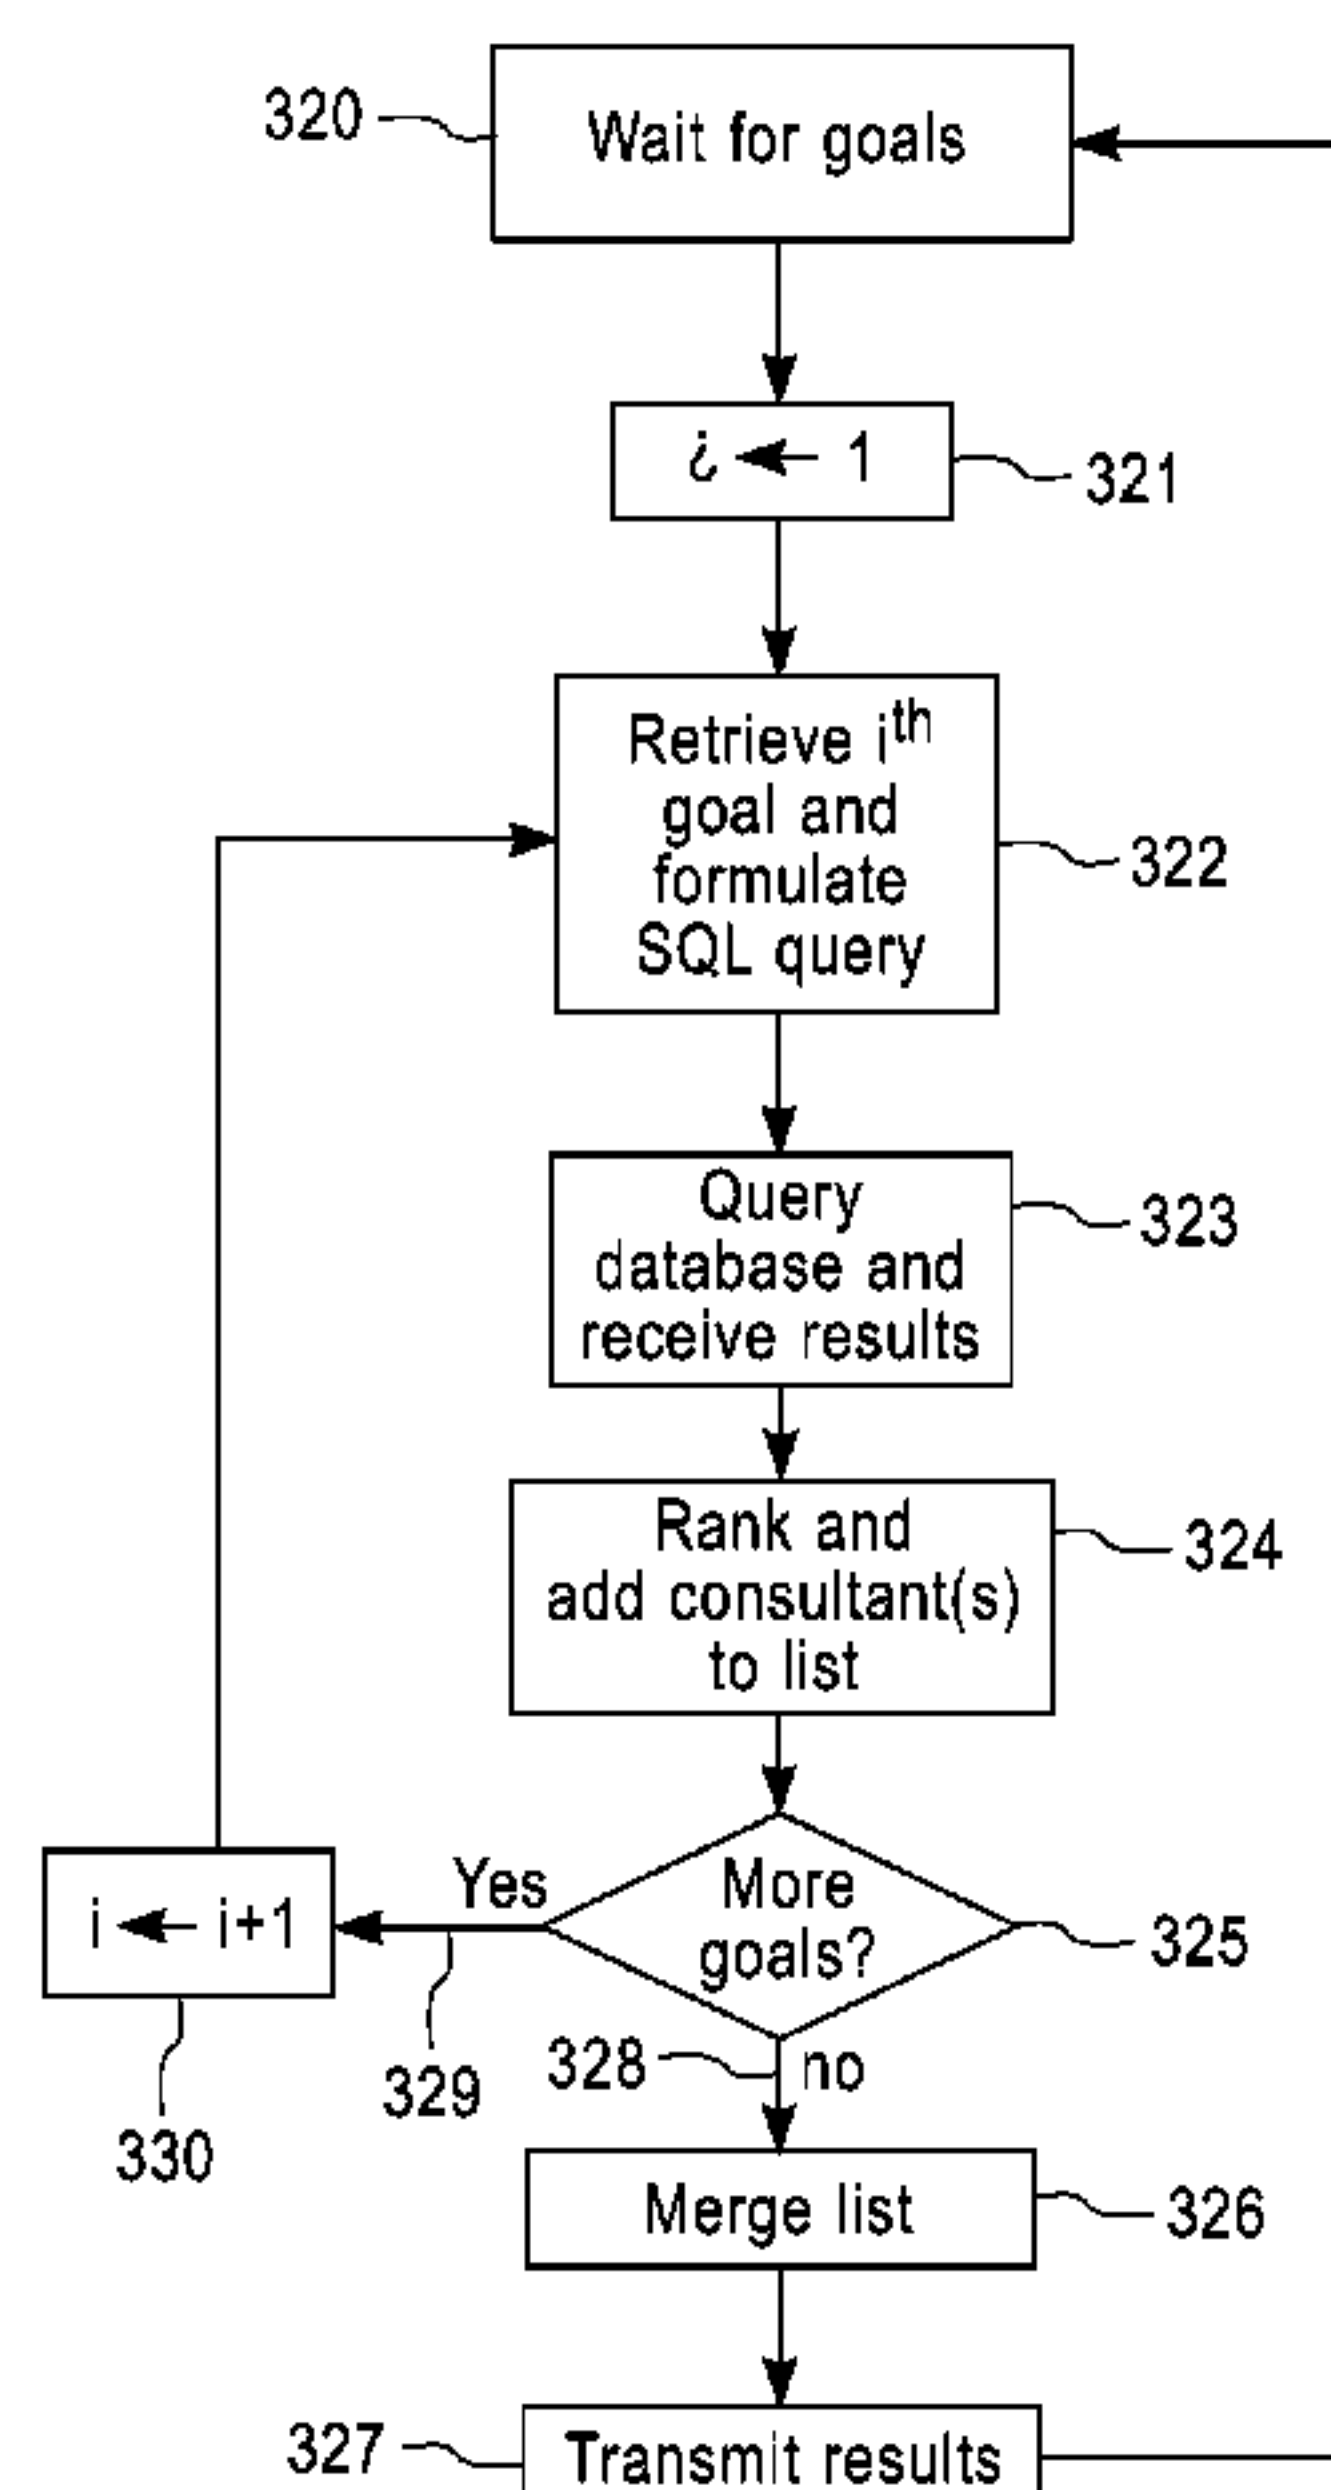 320
Wait for goals
i ← 1
321
Retrieve iᵗʰ
goal and
formulate
SQL query
322
Query
database and
receive results
323
Rank and
add consultant(s)
to list
324
More
goals?
325
Yes
i ← i+1
329
330
328
no
Merge list
326
327
Transmit results